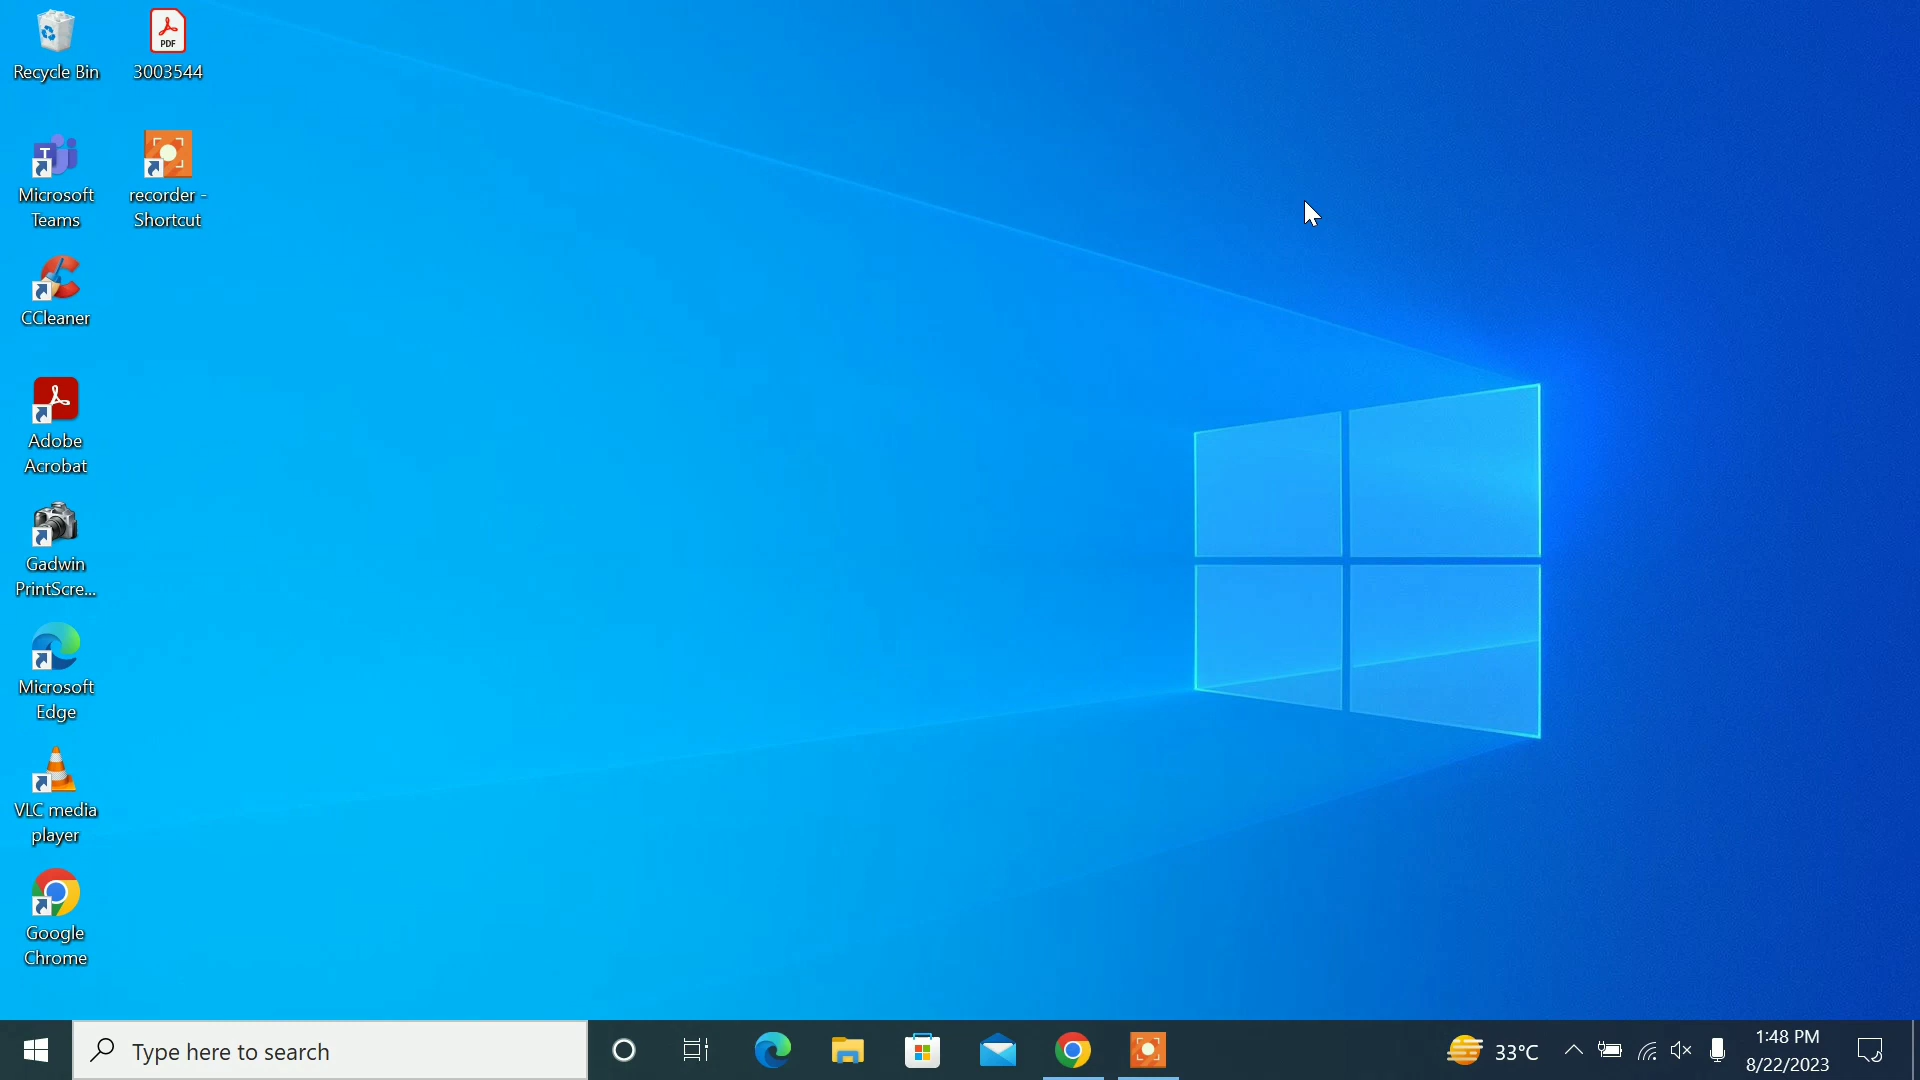 Recycle Bin
PDF
3003544
T
Microsoft
Teams
recorder -
Shortcut
CCleaner
Adobe
Acrobat
Gadwin
PrintScre...
Microsoft
Edge
VLC media
player
Google
Chrome
Type here to search
33°C
1:48 PM
8/22/2023